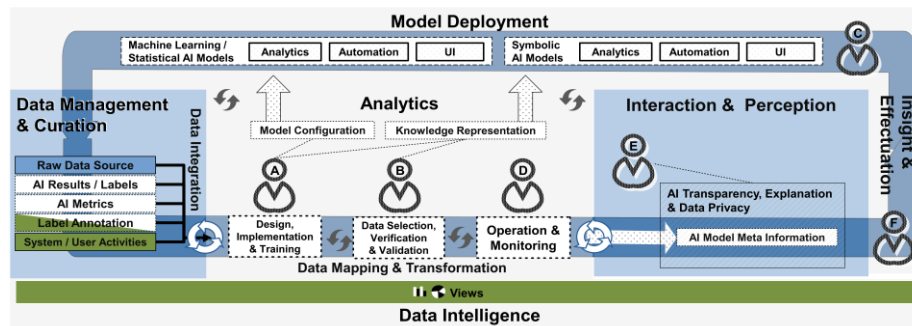 Model Deployment
Machine Learning /
Statistical AI Models
Analytics
Automation
UI
Symbolic
AI Models
Analytics
Automation
UI
C
Data Management
& Curation
Data Integration
Analytics
Interaction & Perception
Insight &
Effectuation
Model Configuration
Knowledge Representation
Raw Data Source
AI Results / Labels
AI Metrics
Label Annotation
System / User Activities
A
B
D
E
F
Design,
Implementation
& Training
Data Selection,
Verification
& Validation
Operation &
Monitoring
AI Transparency, Explanation
& Data Privacy
AI Model Meta Information
Data Mapping & Transformation
Views
Data Intelligence